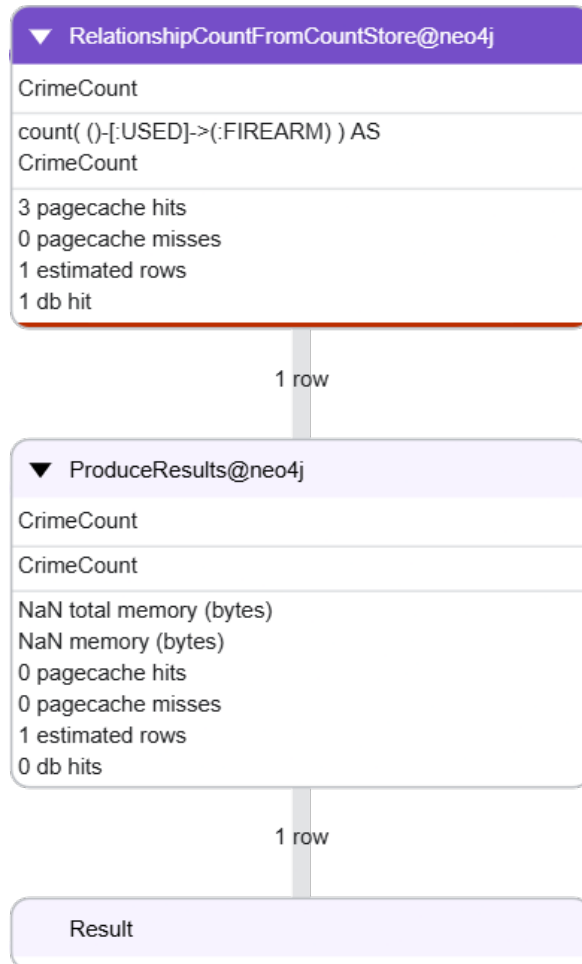 RelationshipCountFromCountStore@neo4j
CrimeCount
count( ()-[:USED]->(:FIREARM) ) AS
CrimeCount
3 pagecache hits
0 pagecache misses
1 estimated rows
1 db hit
1 row
ProduceResults@neo4j
CrimeCount
CrimeCount
NaN total memory (bytes)
NaN memory (bytes)
0 pagecache hits
0 pagecache misses
1 estimated rows
0 db hits
1 row
Result